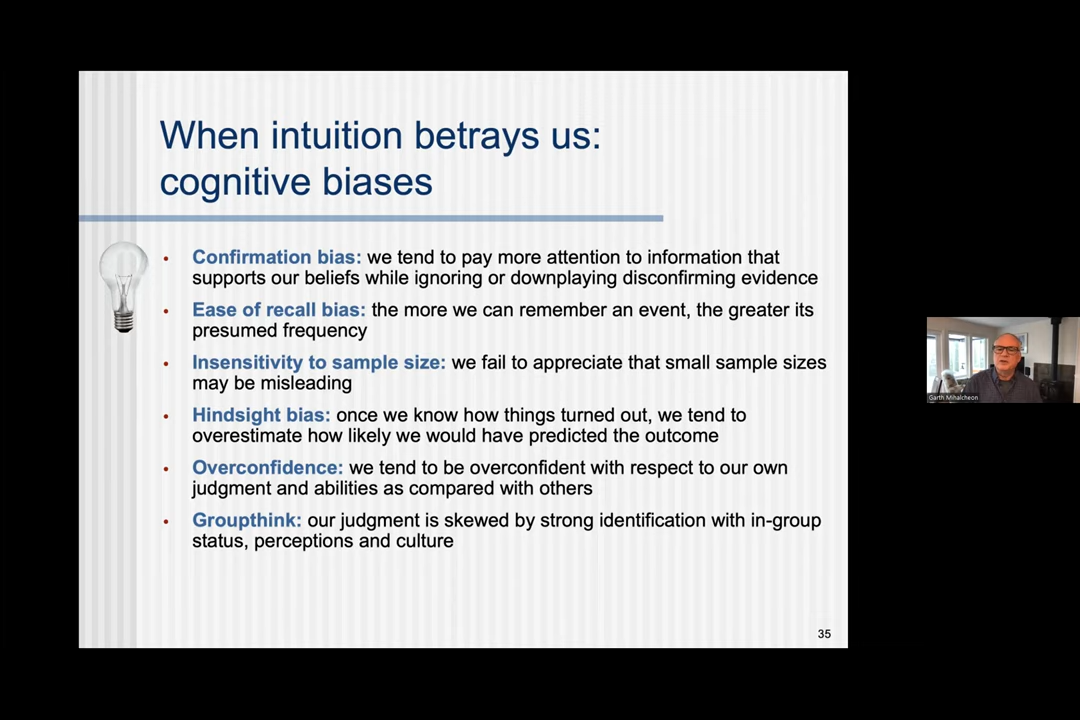 When intuition betrays us:
cognitive biases
• Confirmation bias: we tend to pay more attention to information that
supports our beliefs while ignoring or downplaying disconfirming evidence
• Ease of recall bias: the more we can remember an event, the greater its
presumed frequency
• Insensitivity to sample size: we fail to appreciate that small sample sizes
may be misleading
• Hindsight bias: once we know how things turned out, we tend to
overestimate how likely we would have predicted the outcome
• Overconfidence: we tend to be overconfident with respect to our own
judgment and abilities as compared with others
• Groupthink: our judgment is skewed by strong identification with in-group
status, perceptions and culture
35
Garth Mihalcheon